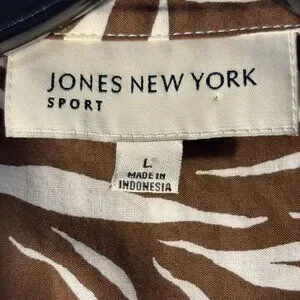 JONES NEW YORK
SPORT
L
MADE IN
INDONESIA